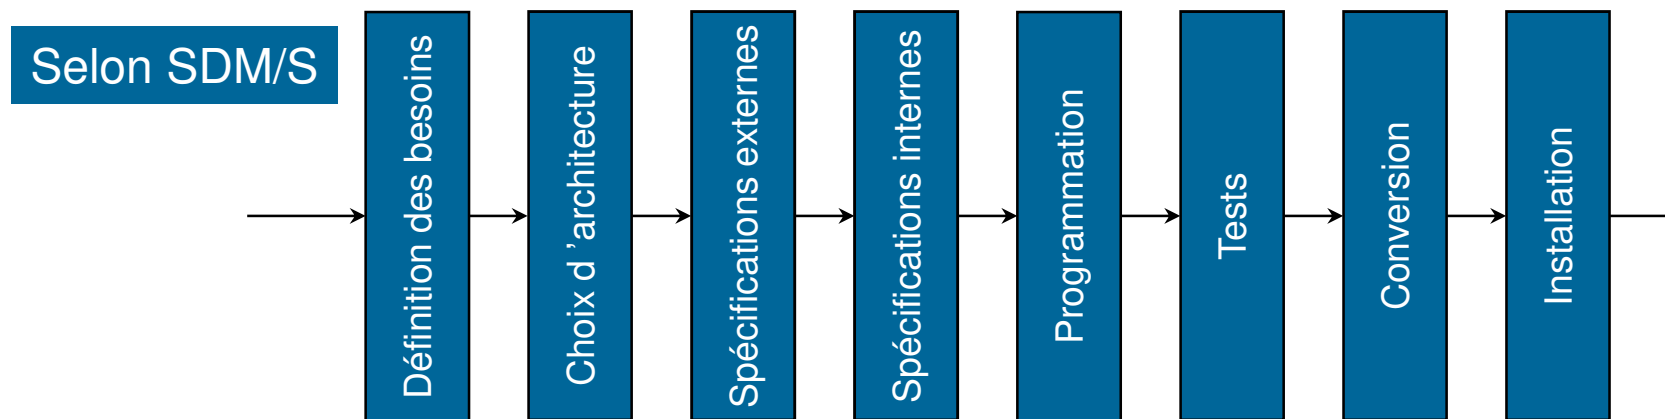 Selon SDM/S
Définition des besoins
Choix d ’architecture
Spécifications externes
Spécifications internes
Programmation
Tests
Conversion
Installation